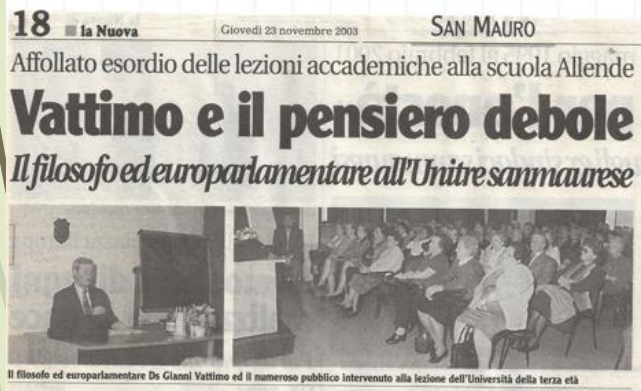 18 la Nuova Giovedì 23 novembre 2003 SAN MAURO
Affollato esordio delle lezioni accademiche alla scuola Allende
Vattimo e il pensiero debole
Il filosofo ed europarlamentare all'Unitre sanmaurese
Il filosofo ed europarlamentare Ds Gianni Vattimo ed il numeroso pubblico intervenuto alla lezione dell'Università della terza età